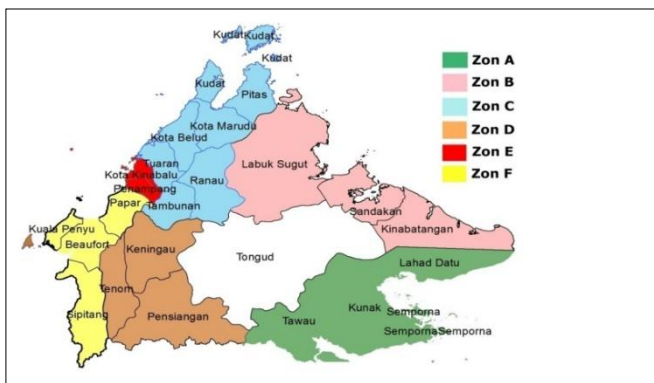 Kudat
Kudat
Kudat
Kudat
Pitas
Kota Marudu
Kota Belud
Tuaran
Kota Kinabalu
Penampang
Ranau
Labuk Sugut
Papar
Tambunan
Sandakan
Kuala Penyu
Beaufort
Keningau
Kinabatangan
Tongud
Lahad Datu
Tenom
Sipitang
Pensiangan
Kunak
Tawau
Semporna
Semporna
Semporna
Zon A
Zon B
Zon C
Zon D
Zon E
Zon F